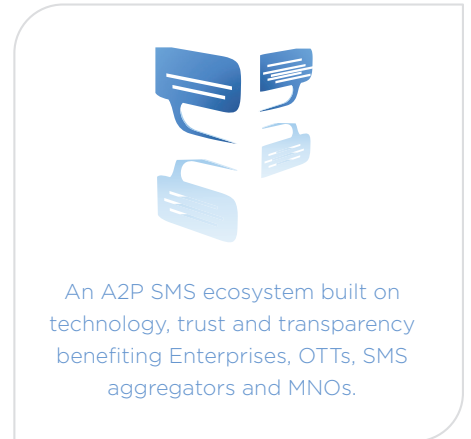 An A2P SMS ecosystem built on
technology, trust and transparency
benefiting Enterprises, OTTs, SMS
aggregators and MNOs.